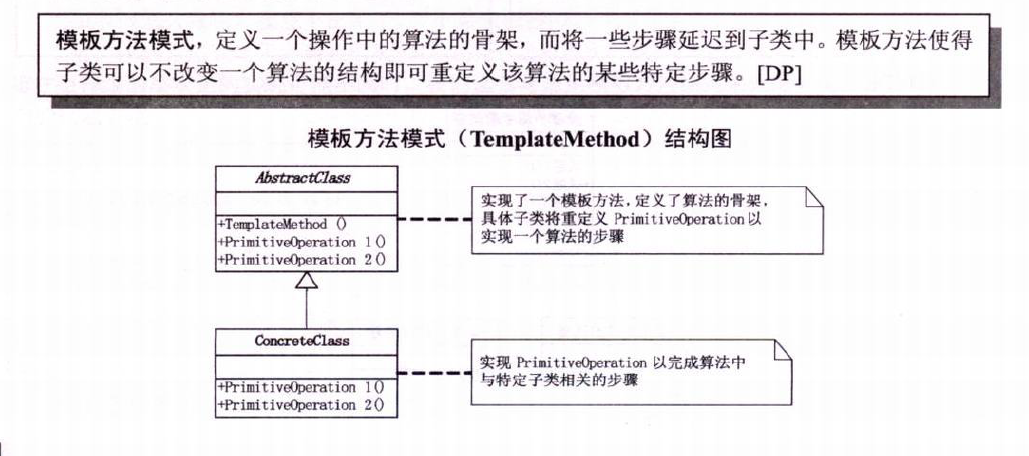 模板方法模式，定义一个操作中的算法的骨架，而将一些步骤延迟到子类中。模板方法使得
子类可以不改变一个算法的结构即可重定义该算法的某些特定步骤。[DP]
模板方法模式（TemplateMethod）结构图
AbstractClass
+TemplateMethod ()
+PrimitiveOperation 1()
+PrimitiveOperation 2()
实现了一个模板方法，定义了算法的骨架，
具体子类将重定义 PrimitiveOperation 以
实现一个算法的步骤
ConcreteClass
+PrimitiveOperation 1()
+PrimitiveOperation 2()
实现 PrimitiveOperation 以完成算法中
与特定子类相关的步骤